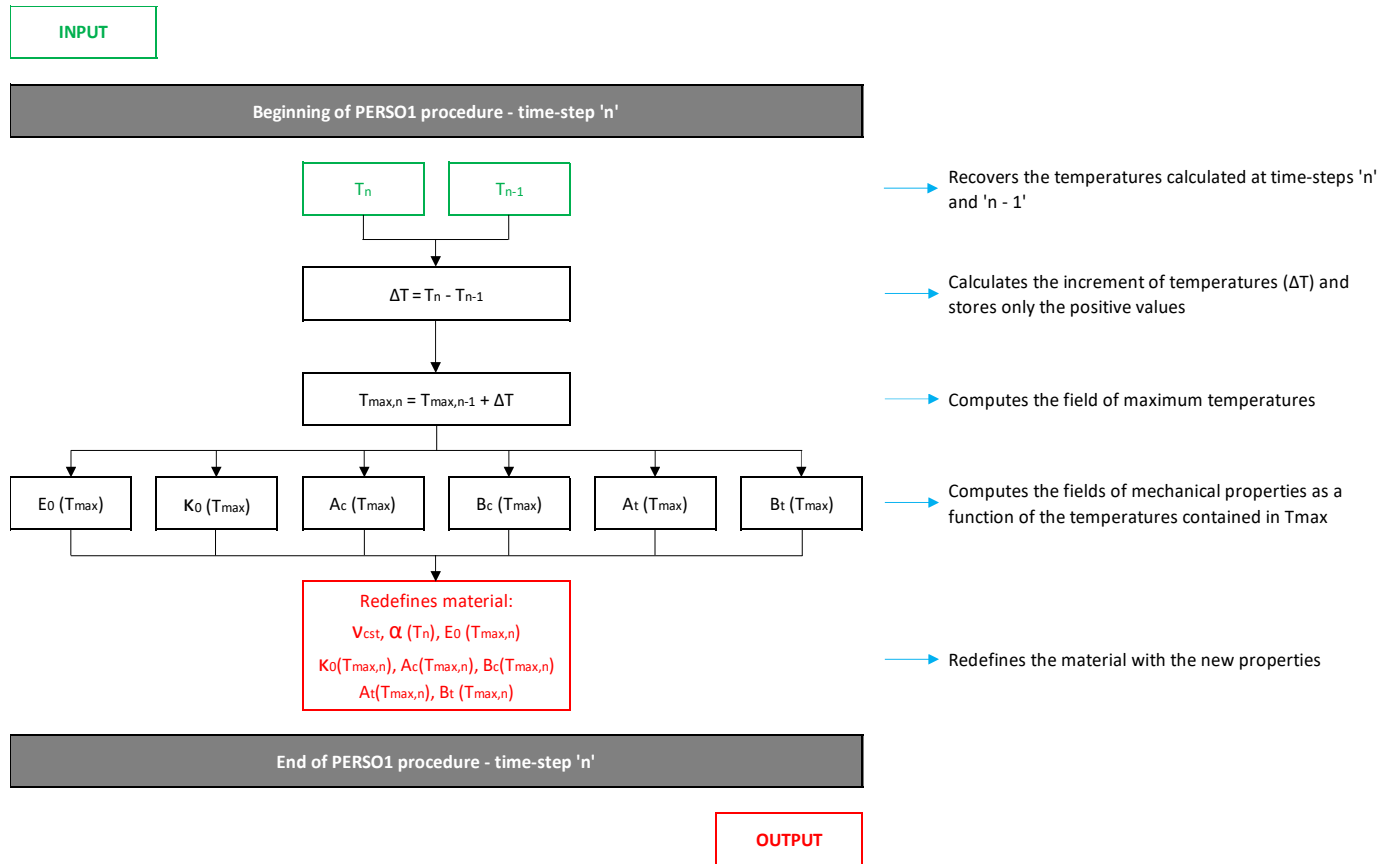 INPUT
Beginning of PERSO1 procedure - time-step 'n'
Tn
Tn-1
Recovers the temperatures calculated at time-steps 'n'
and 'n - 1'
ΔT = Tn - Tn-1
Calculates the increment of temperatures (ΔT) and
stores only the positive values
Tmax,n = Tmax,n-1 + ΔT
Computes the field of maximum temperatures
E0 (Tmax)
κ0 (Tmax)
Ac (Tmax)
Bc (Tmax)
At (Tmax)
Bt (Tmax)
Computes the fields of mechanical properties as a
function of the temperatures contained in Tmax
Redefines material:
νcst, α (Tn), E0 (Tmax,n)
κ0(Tmax,n), Ac(Tmax,n), Bc(Tmax,n)
At(Tmax,n), Bt (Tmax,n)
Redefines the material with the new properties
End of PERSO1 procedure - time-step 'n'
OUTPUT